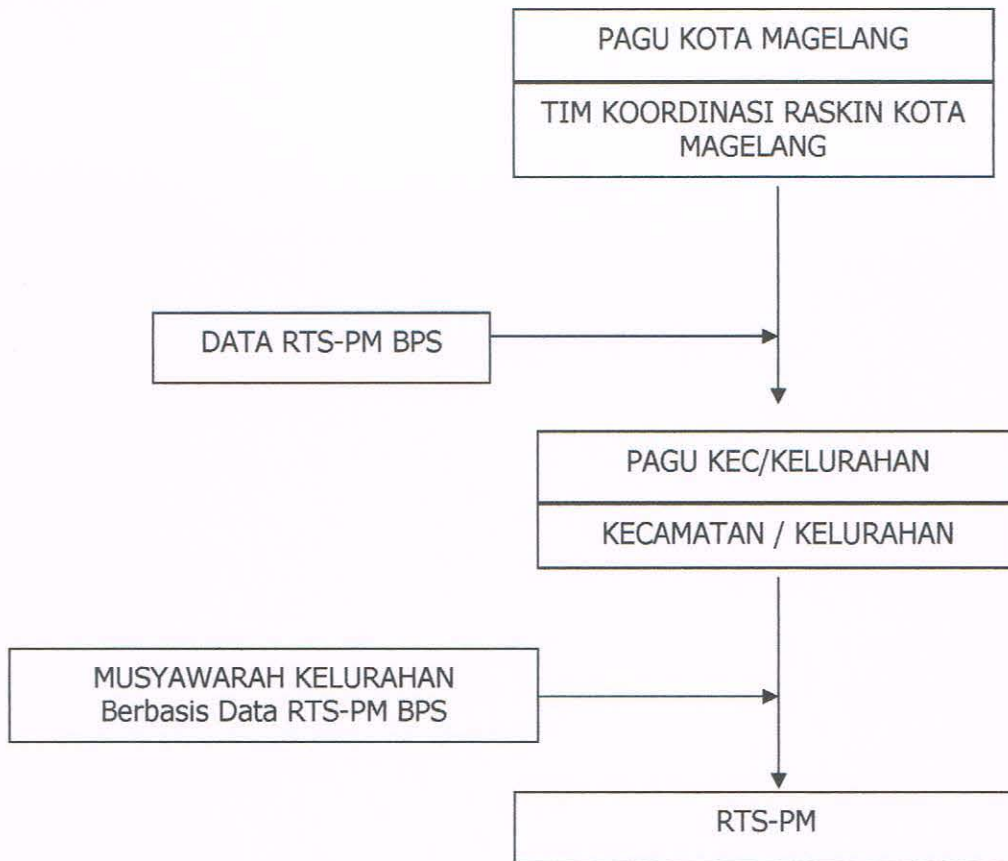 PAGU KOTA MAGELANG
TIM KOORDINASI RASKIN KOTA
MAGELANG
DATA RTS-PM BPS
PAGU KEC/KELURAHAN
KECAMATAN / KELURAHAN
MUSYAWARAH KELURAHAN
Berbasis Data RTS-PM BPS
RTS-PM